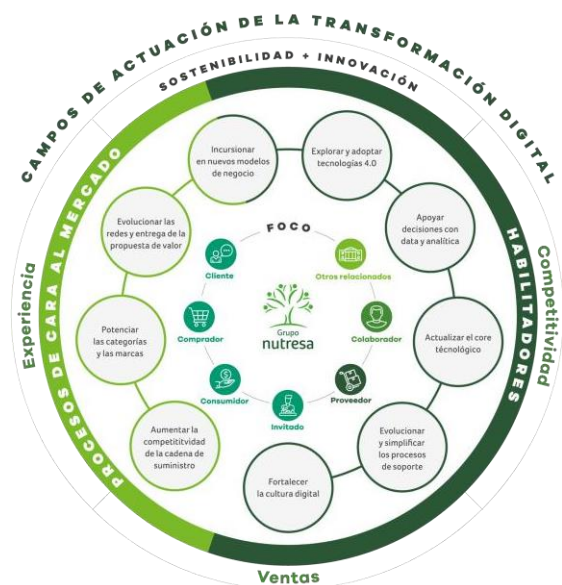 CAMPOS DE ACTUACIÓN DE LA TRANSFORMACIÓN DIGITAL
SOSTENIBILIDAD + INNOVACIÓN
PROCESOS DE CARA AL MERCADO
HABILITADORES
Experiencia
Competitividad
Ventas
Incursionar
en nuevos modelos
de negocio
Explorar y adoptar
tecnologías 4.0
Apoyar
decisiones con
data y analítica
Actualizar el core
técnológico
Evolucionar
y simplificar
los procesos
de soporte
Fortalecer
la cultura digital
Aumentar la
competititvidad
de la cadena de
suministro
Potenciar
las categorías
y las marcas
Evolucionar las
redes y entrega de la
propuesta de valor
FOCO
Cliente
Otros relacionados
Comprador
Colaborador
Consumidor
Proveedor
Invitado
Grupo
nutresa